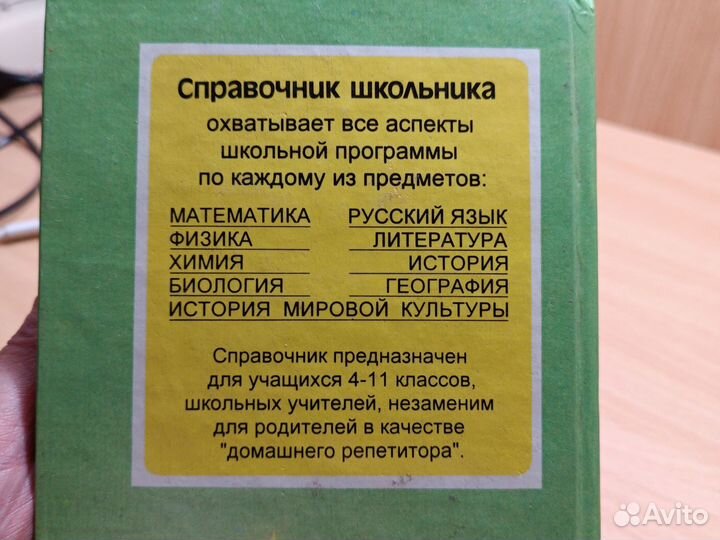 Справочник школьника
охватывает все аспекты
школьной программы
по каждому из предметов:
МАТЕМАТИКА РУССКИЙ ЯЗЫК
ФИЗИКА ЛИТЕРАТУРА
ХИМИЯ ИСТОРИЯ
БИОЛОГИЯ ГЕОГРАФИЯ
ИСТОРИЯ МИРОВОЙ КУЛЬТУРЫ
Справочник предназначен
для учащихся 4-11 классов,
школьных учителей, незаменим
для родителей в качестве
"домашнего репетитора".
Avito